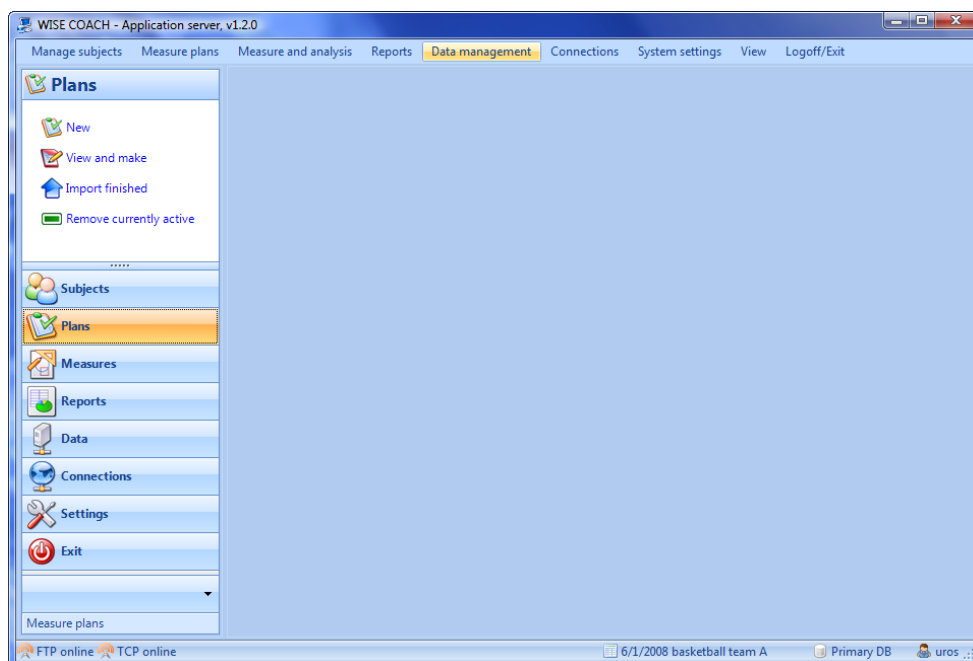 WISE COACH - Application server, v1.2.0
Manage subjects Measure plans Measure and analysis Reports Data management Connections System settings View Logoff/Exit
Plans
New
View and make
Import finished
Remove currently active
Subjects
Plans
Measures
Reports
Data
Connections
Settings
Exit
Measure plans
FTP online TCP online 6/1/2008 basketball team A Primary DB uros